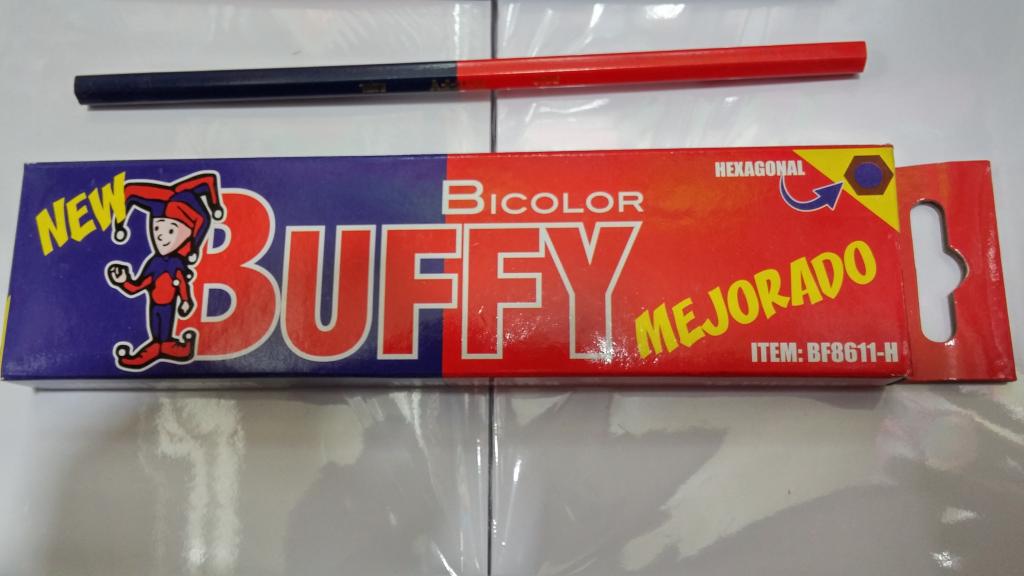 NEW
BICOLOR
BUFFY
HEXAGONAL
MEJORADO
ITEM: BF8611-H